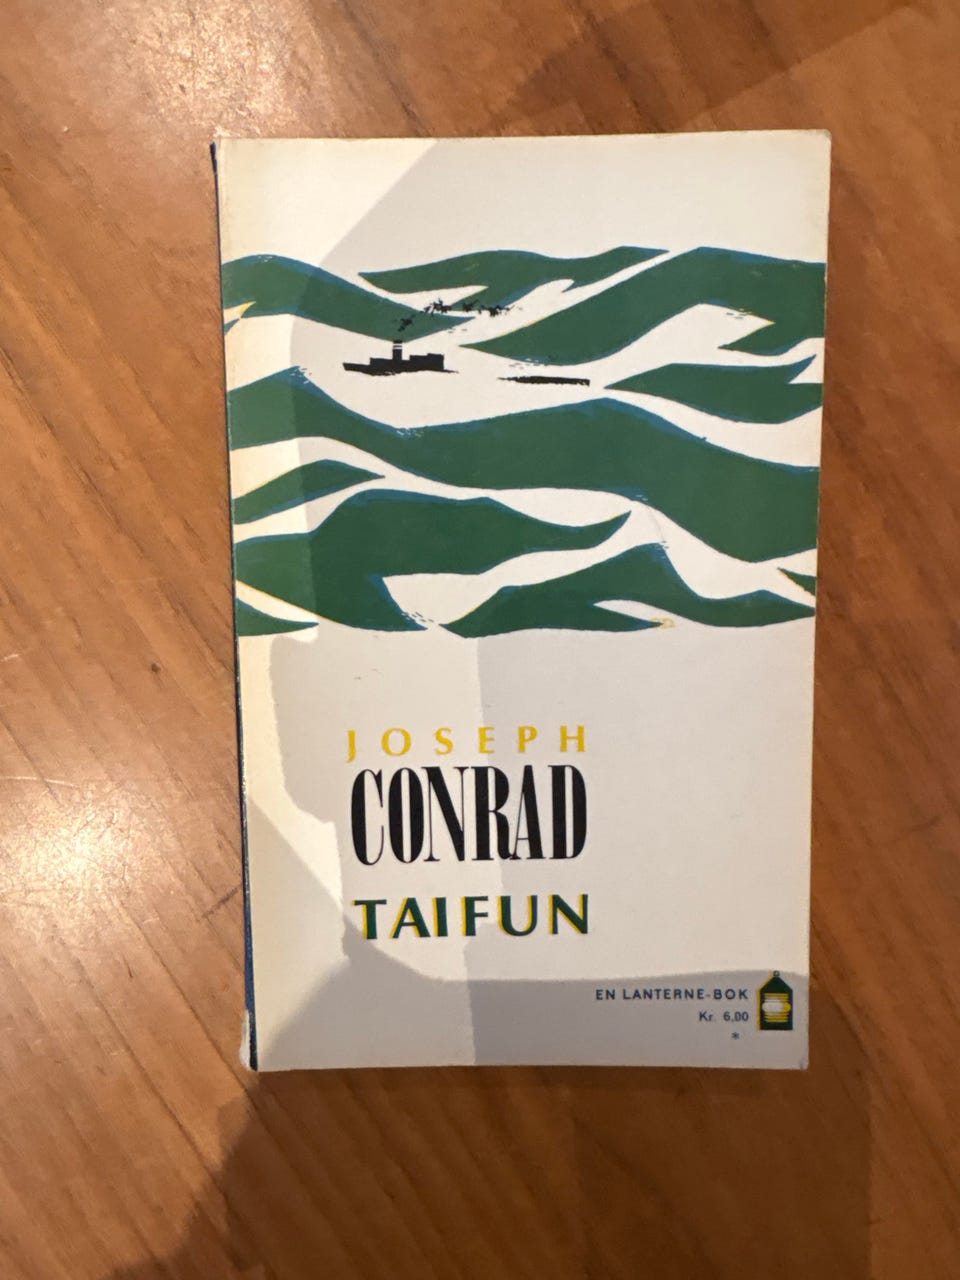 JOSEPH
CONRAD
TAIFUN
EN LANTERNE-BOK
Kr. 6,00
*